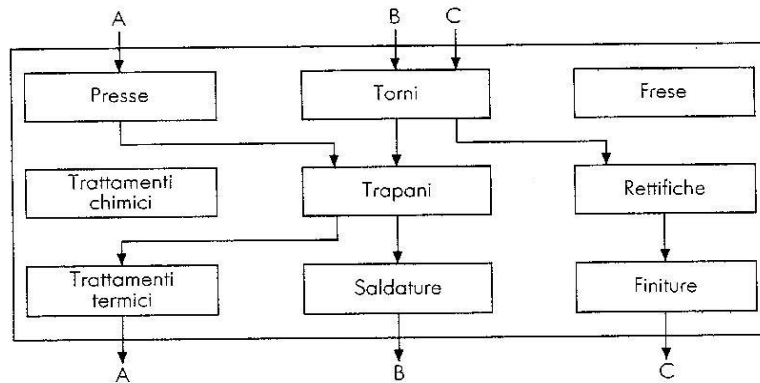 A B C
Presse Torni Frese
Trattamenti
chimici
Trapani Rettifiche
Trattamenti
termici
Saldature Finiture
A B C